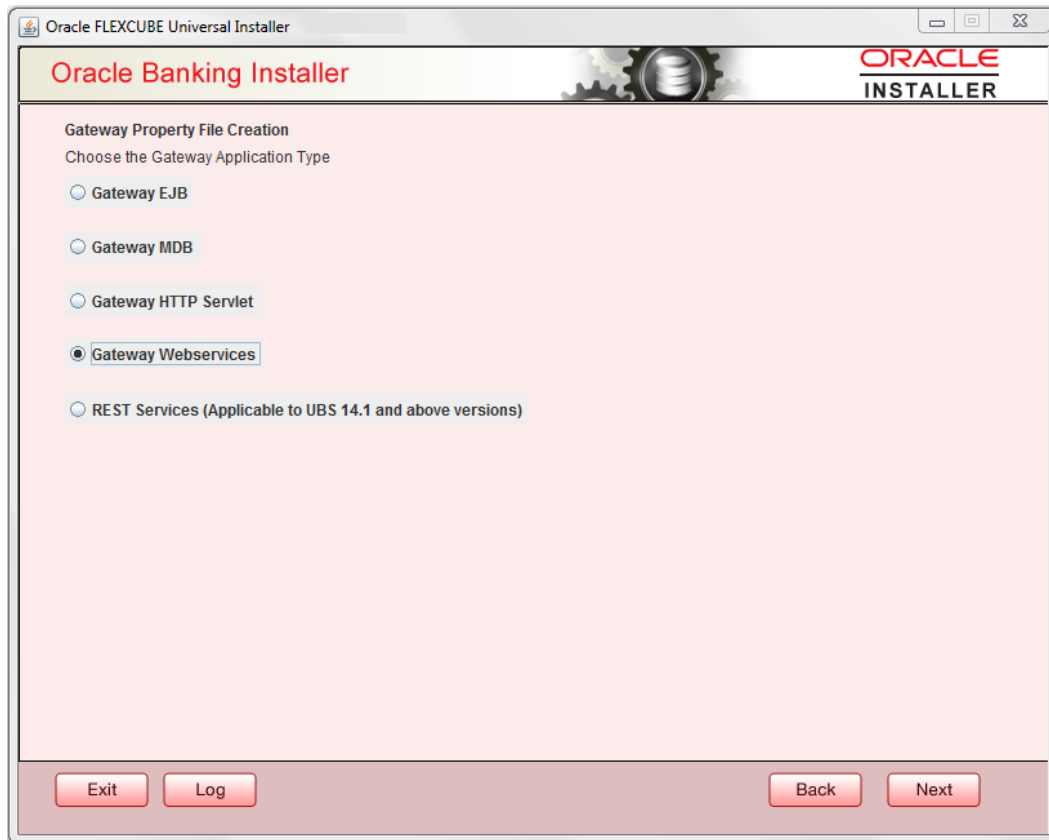 Oracle FLEXCUBE Universal Installer
Oracle Banking Installer
ORACLE
INSTALLER
Gateway Property File Creation
Choose the Gateway Application Type
Gateway EJB
Gateway MDB
Gateway HTTP Servlet
Gateway Webservices
REST Services (Applicable to UBS 14.1 and above versions)
Exit Log Back Next